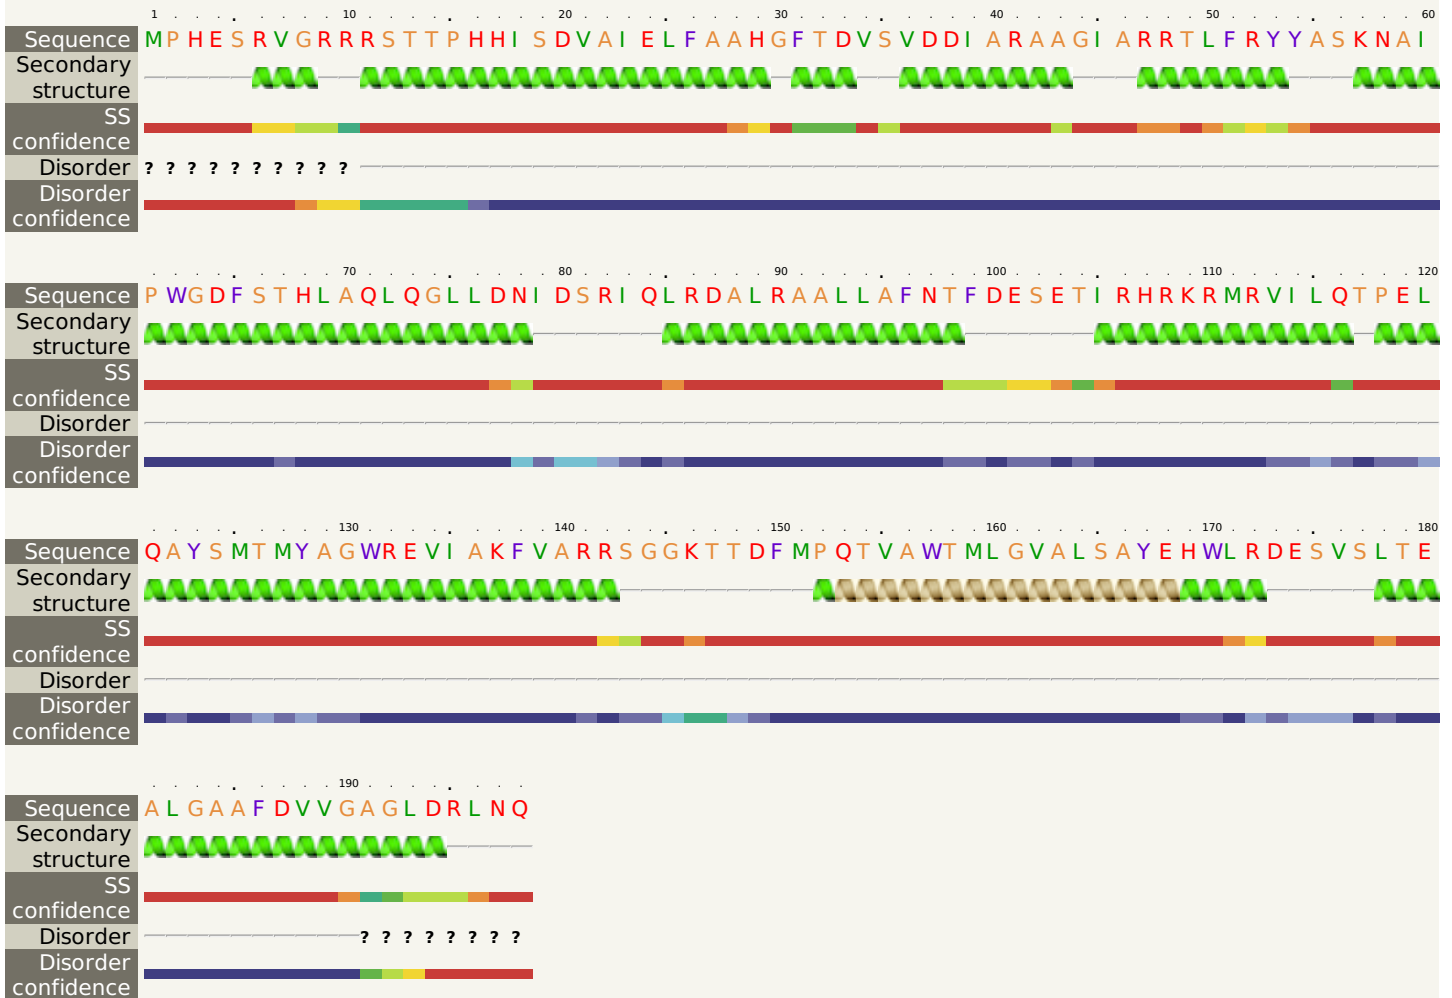 1 10 20 30 40 50 60
Sequence M P H E S R V G R R R S T T P H H I S D V A I E L F A A H G F T D V S V D D I A R A A G I A R R T L F R Y Y A S K N A I
Secondary
structure
SS
confidence
Disorder ? ? ? ? ? ? ? ? ? ?
Disorder
confidence
70 80 90 100 110 120
Sequence P W G D F S T H L A Q L Q G L L D N I D S R I Q L R D A L R A A L L A F N T F D E S E T I R H R K R M R V I L Q T P E L
Secondary
structure
SS
confidence
Disorder
Disorder
confidence
130 140 150 160 170 180
Sequence Q A Y S M T M Y A G W R E V I A K F V A R R S G G K T T D F M P Q T V A W T M L G V A L S A Y E H W L R D E S V S L T E
Secondary
structure
SS
confidence
Disorder
Disorder
confidence
190
Sequence A L G A A F D V V G A G L D R L N Q
Secondary
structure
SS
confidence
Disorder ? ? ? ? ? ? ? ?
Disorder
confidence